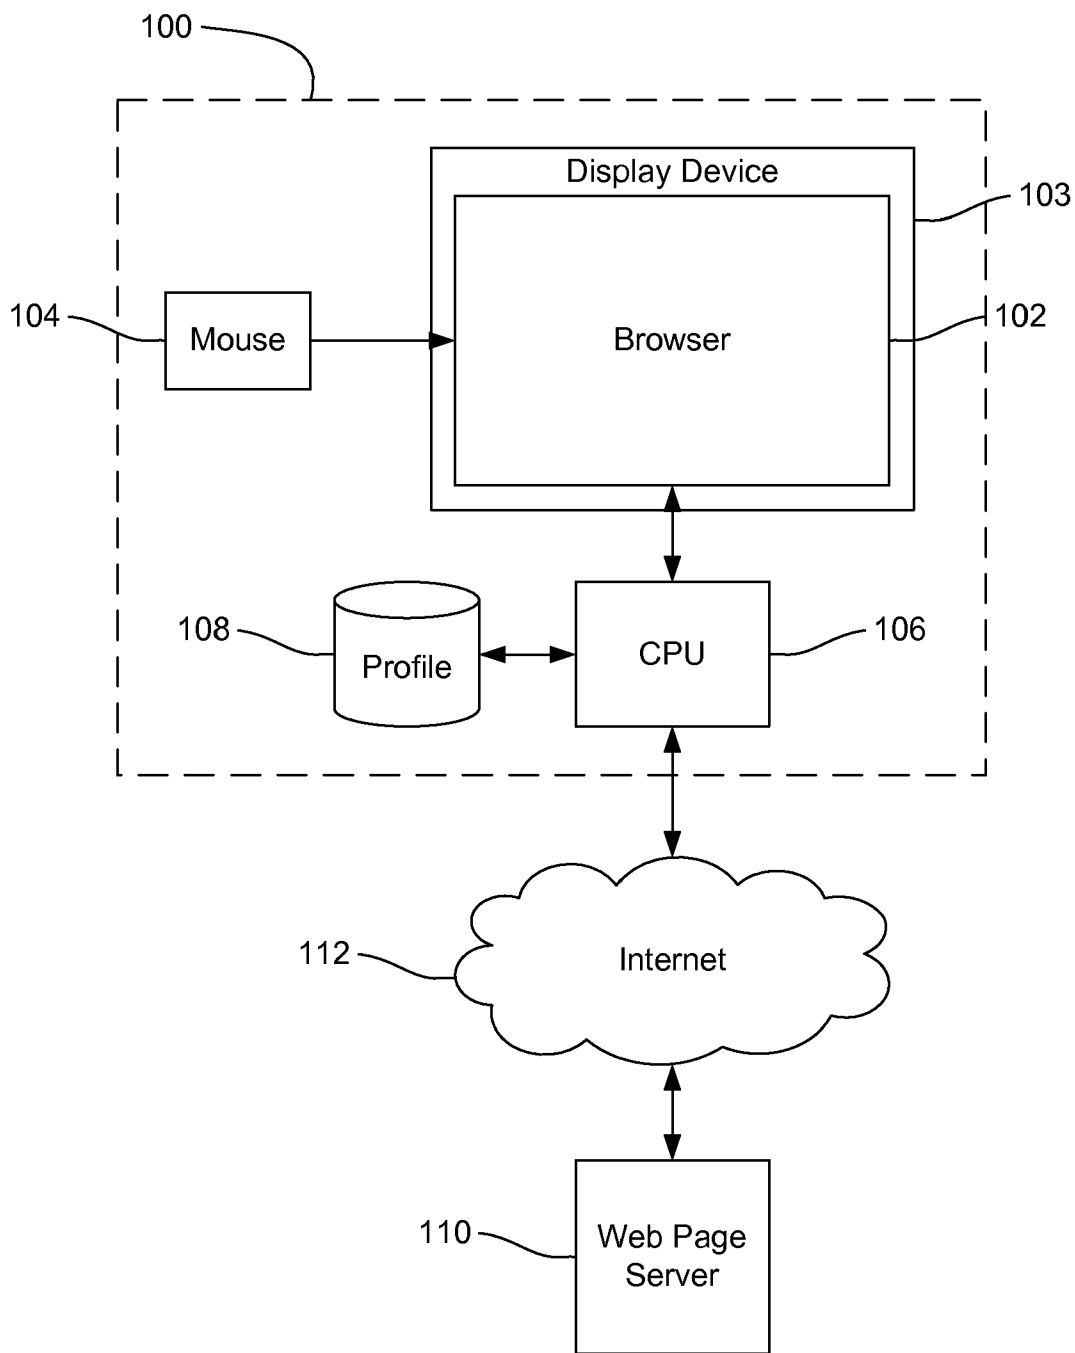 100
Display Device
103
104
Mouse
Browser
102
108
Profile
CPU
106
112
Internet
110
Web Page
Server